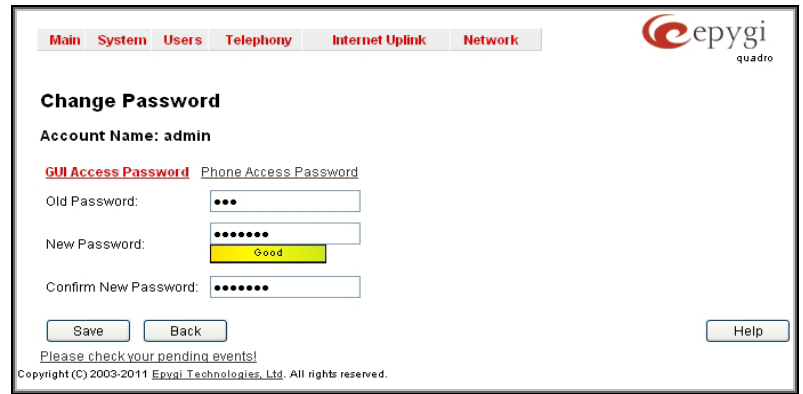 Main System Users Telephony Internet Uplink Network
epygi
quadro
Change Password
Account Name: admin
GUI Access Password Phone Access Password
Old Password: •••
New Password: •••••••
Good
Confirm New Password: •••••••
Save Back Help
Please check your pending events!
Copyright (C) 2003-2011 Epygi Technologies, Ltd. All rights reserved.